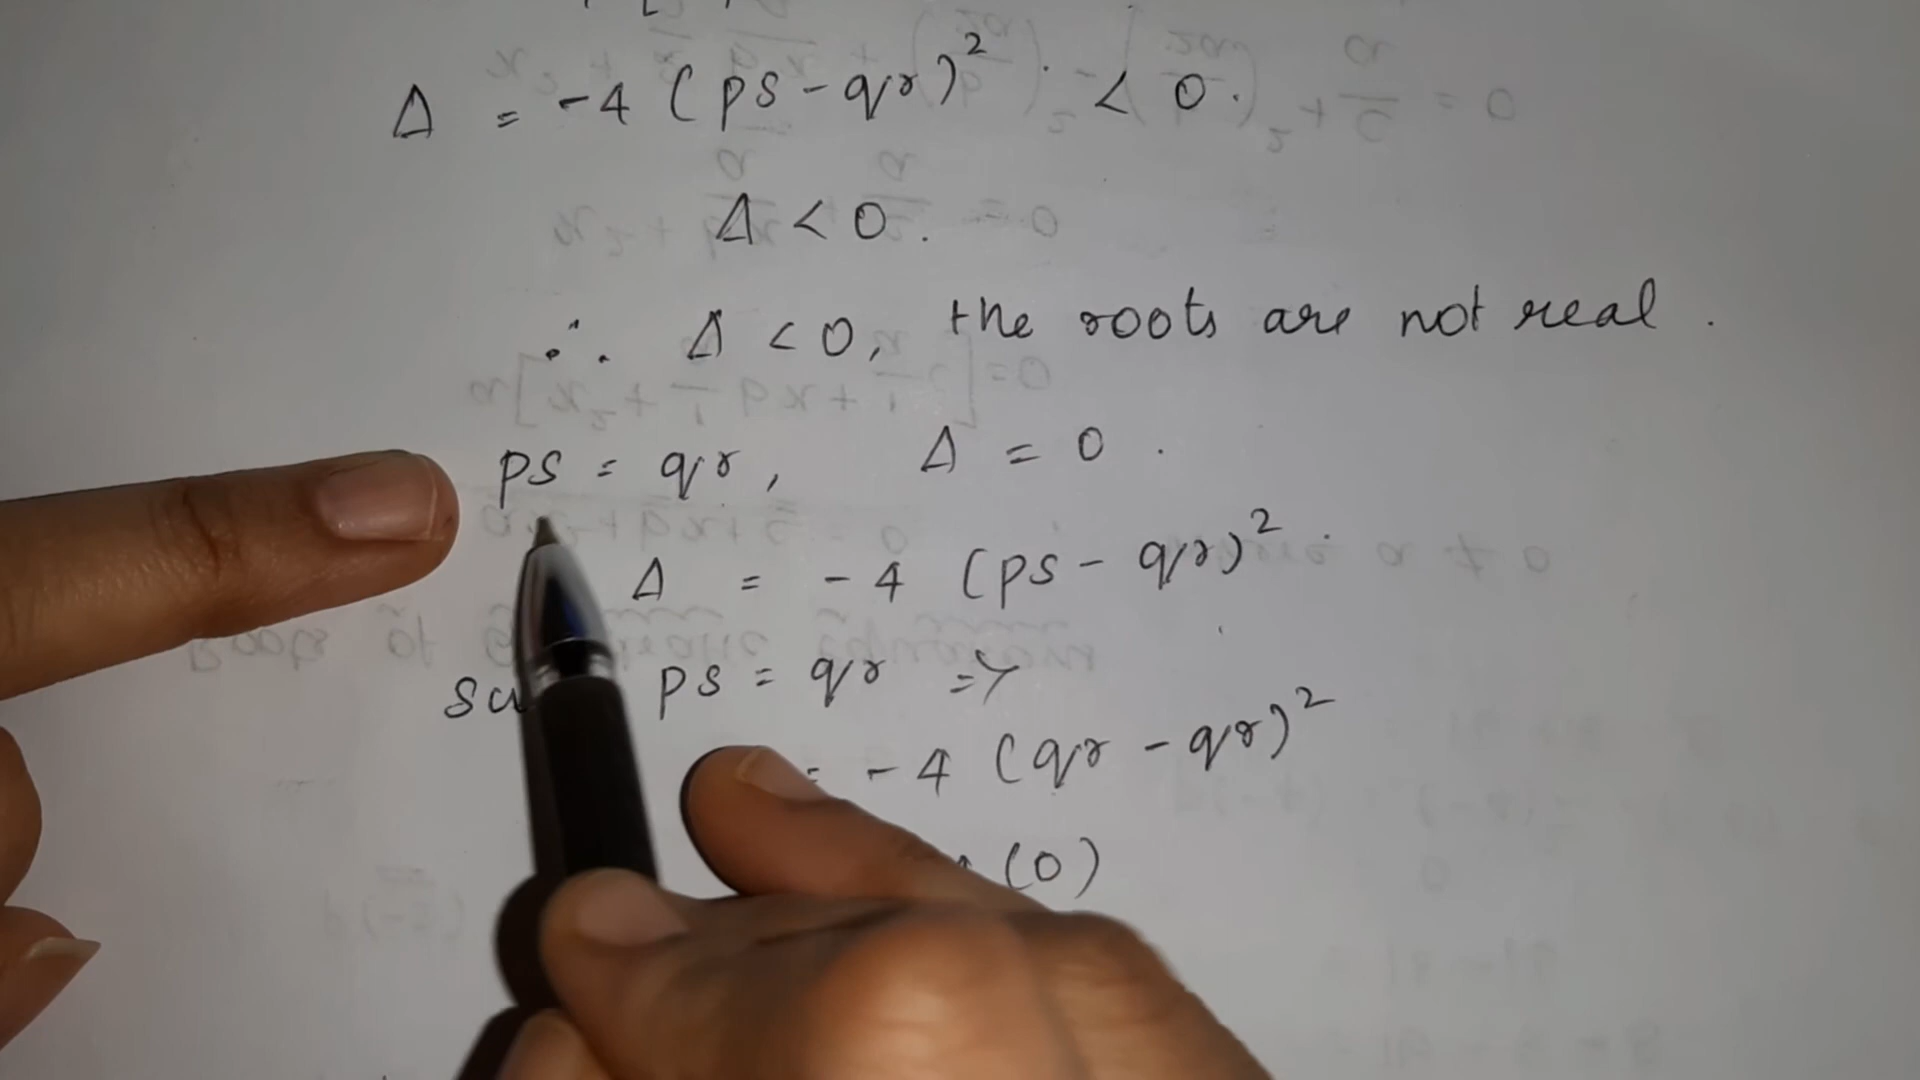 Δ = -4 (ps - qr)² < 0.
Δ < 0.
∴ Δ < 0, the roots are not real.
ps = qr, Δ = 0.
Δ = -4 (ps - qr)².
ps = qr =>
= -4 (qr - qr)²
(0)